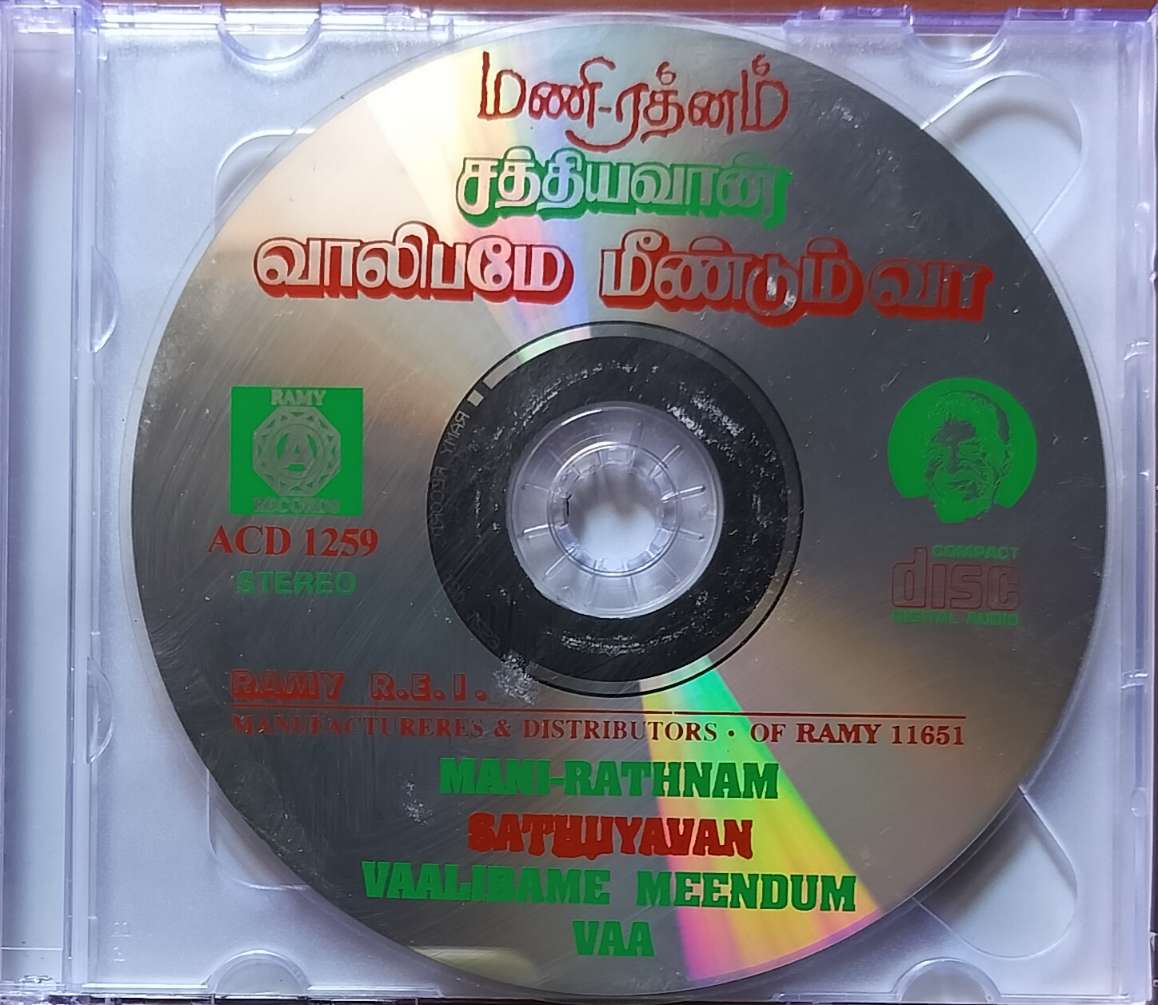 மணி-ரத்னம்
சத்தியவான்
வாலிபமே மீண்டும் வா
RAMY
A
RECORDS
ACD 1259
STEREO
COMPACT
disc
DIGITAL AUDIO
RAMY R.E.I.
MANUFACTURERES & DISTRIBUTORS • OF RAMY 11651
MANI-RATHNAM
SATHIYAVAN
VAALIBAME MEENDUM
VAA